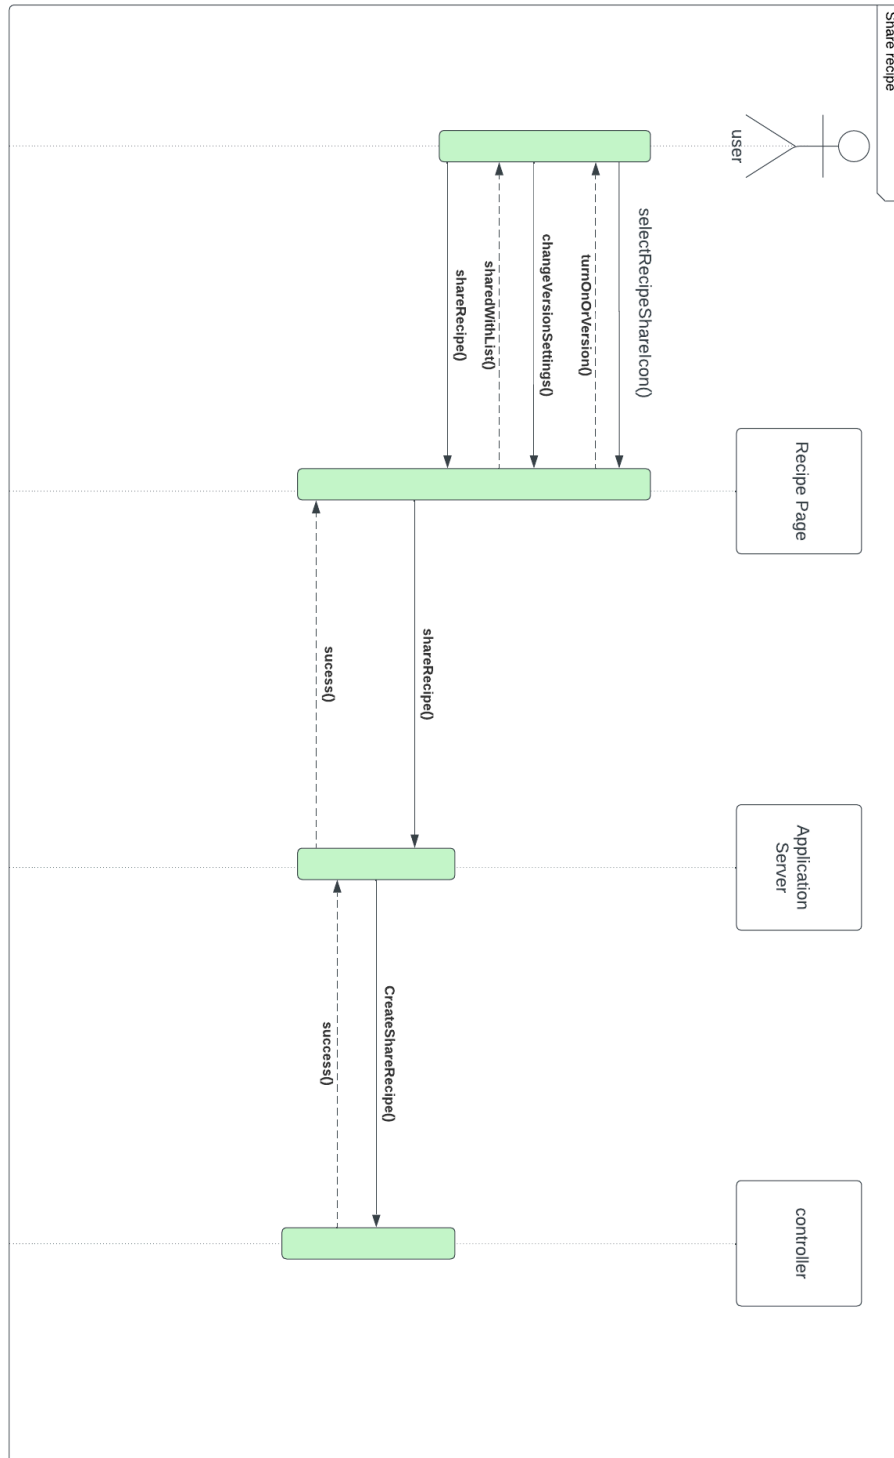 Share recipe
user
Recipe Page
Application
Server
controller
selectRecipeShareIcon()
turnOnOrVersion()
changeVersionSettings()
sharedWithList()
shareRecipe()
shareRecipe()
CreateShareRecipe()
success()
sucess()